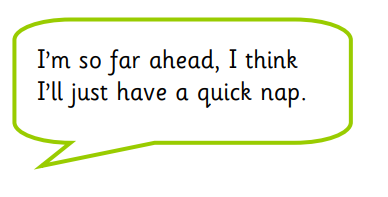 I’m so far ahead, I think
I’ll just have a quick nap.